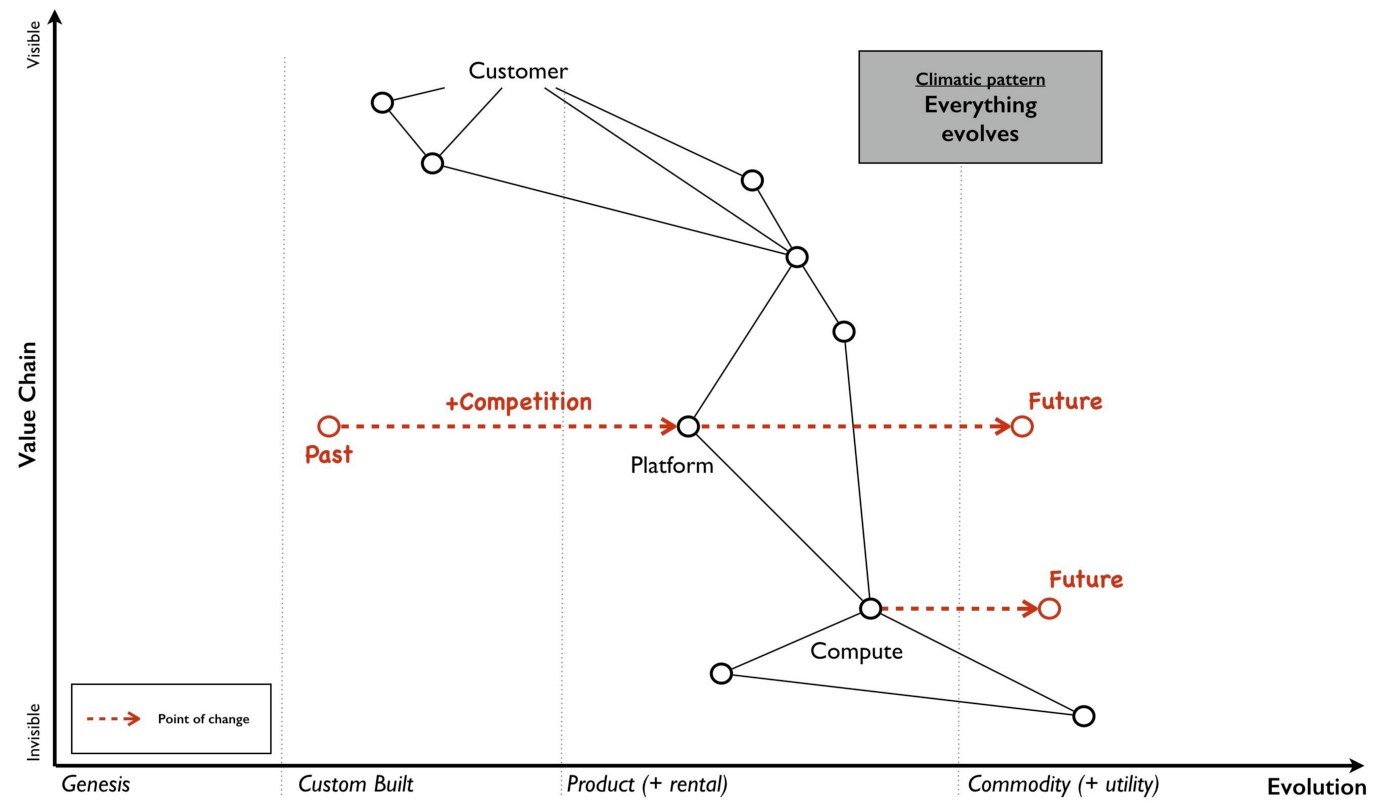 Visible
Customer
Climatic pattern
Everything
evolves
Value Chain
+Competition
Future
Past
Platform
Future
Compute
Invisible
Point of change
Genesis
Custom Built
Product (+ rental)
Commodity (+ utility)
Evolution